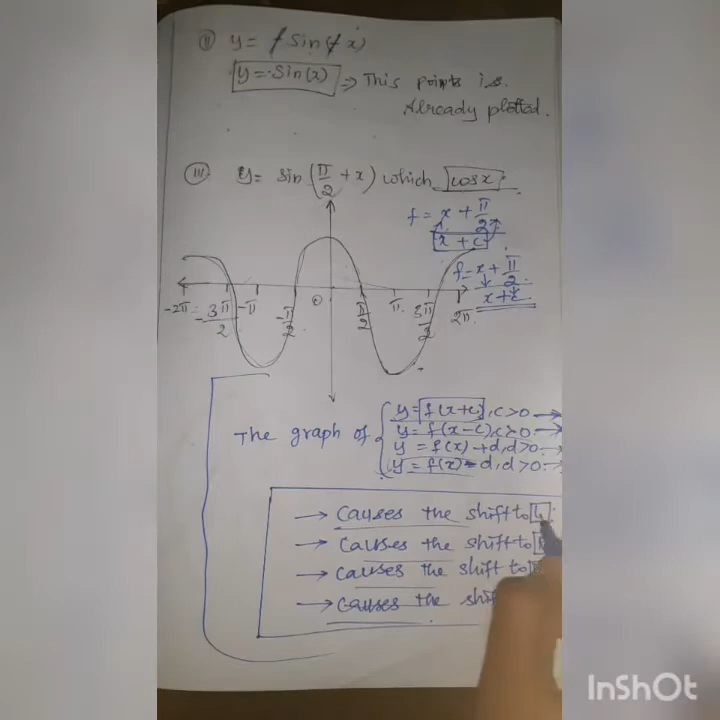 ii y = f Sin(f x)
y=-Sin(x) ⇒ This points is.
Already plotted.
iii y= sin(π/2 + x) which cosx
f = x + π/2
x + c
f = x + π/2
x + c
-2π -3π/2 -π -π/2 0 π/2 π 3π/2 2π
The graph of
y = f(x+c), c>0 →
y = f(x-c), c>0 →
y = f(x) + d, d>0 →
y = f(x) - d, d>0 →
→ Causes the shift to L
→ Causes the shift to
→ Causes the shift to
→ Causes the shif
InShOt